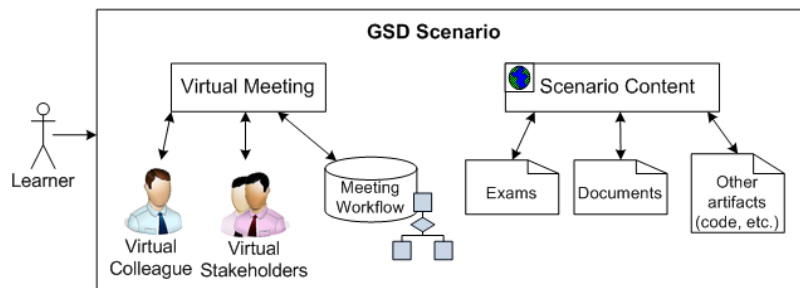 GSD Scenario
Virtual Meeting
Scenario Content
Learner
Virtual
Colleague
Virtual
Stakeholders
Meeting
Workflow
Exams
Documents
Other
artifacts
(code, etc.)